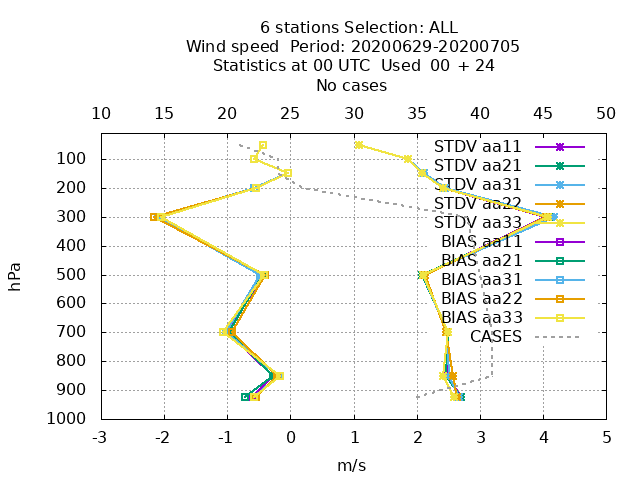 6 stations Selection: ALL
Wind speed  Period: 20200629-20200705
Statistics at 00 UTC  Used  00 + 24
No cases
10 15 20 25 30 35 40 45 50
STDV aa11
STDV aa21
STDV aa31
STDV aa22
STDV aa33
BIAS aa11
BIAS aa21
BIAS aa31
BIAS aa22
BIAS aa33
CASES
hPa
100
200
300
400
500
600
700
800
900
1000
-3 -2 -1 0 1 2 3 4 5
m/s